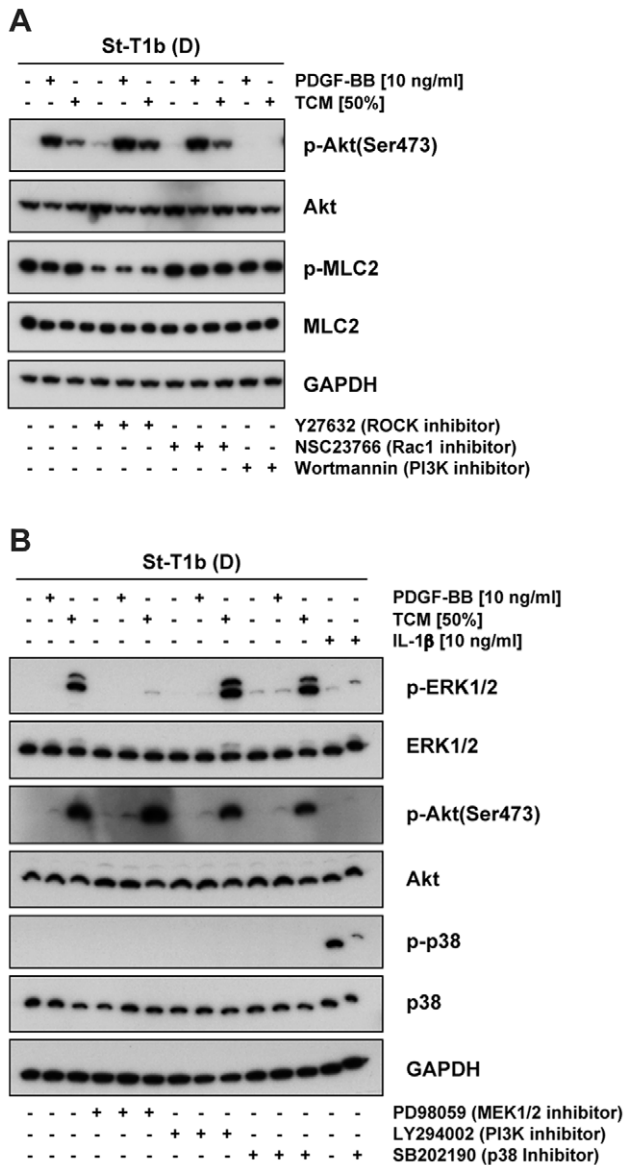 A
St-T1b (D)
- + - - + - - + - + - PDGF-BB [10 ng/ml]
- - + - - + - - + - + TCM [50%]
p-Akt(Ser473)
Akt
p-MLC2
MLC2
GAPDH
- - - + + + - - - - - Y27632 (ROCK inhibitor)
- - - - - - + + + - - NSC23766 (Rac1 inhibitor)
- - - - - - - - - + + Wortmannin (PI3K inhibitor)
B
St-T1b (D)
- + - - + - - + - - + - - - PDGF-BB [10 ng/ml]
- - + - - + - - + - - + - - TCM [50%]
- - - - - - - - - - - - + + IL-1β [10 ng/ml]
p-ERK1/2
ERK1/2
p-Akt(Ser473)
Akt
p-p38
p38
GAPDH
- - - + + + - - - - - - - - PD98059 (MEK1/2 inhibitor)
- - - - - - + + + - - - - - LY294002 (PI3K inhibitor)
- - - - - - - - - + + + - + SB202190 (p38 Inhibitor)